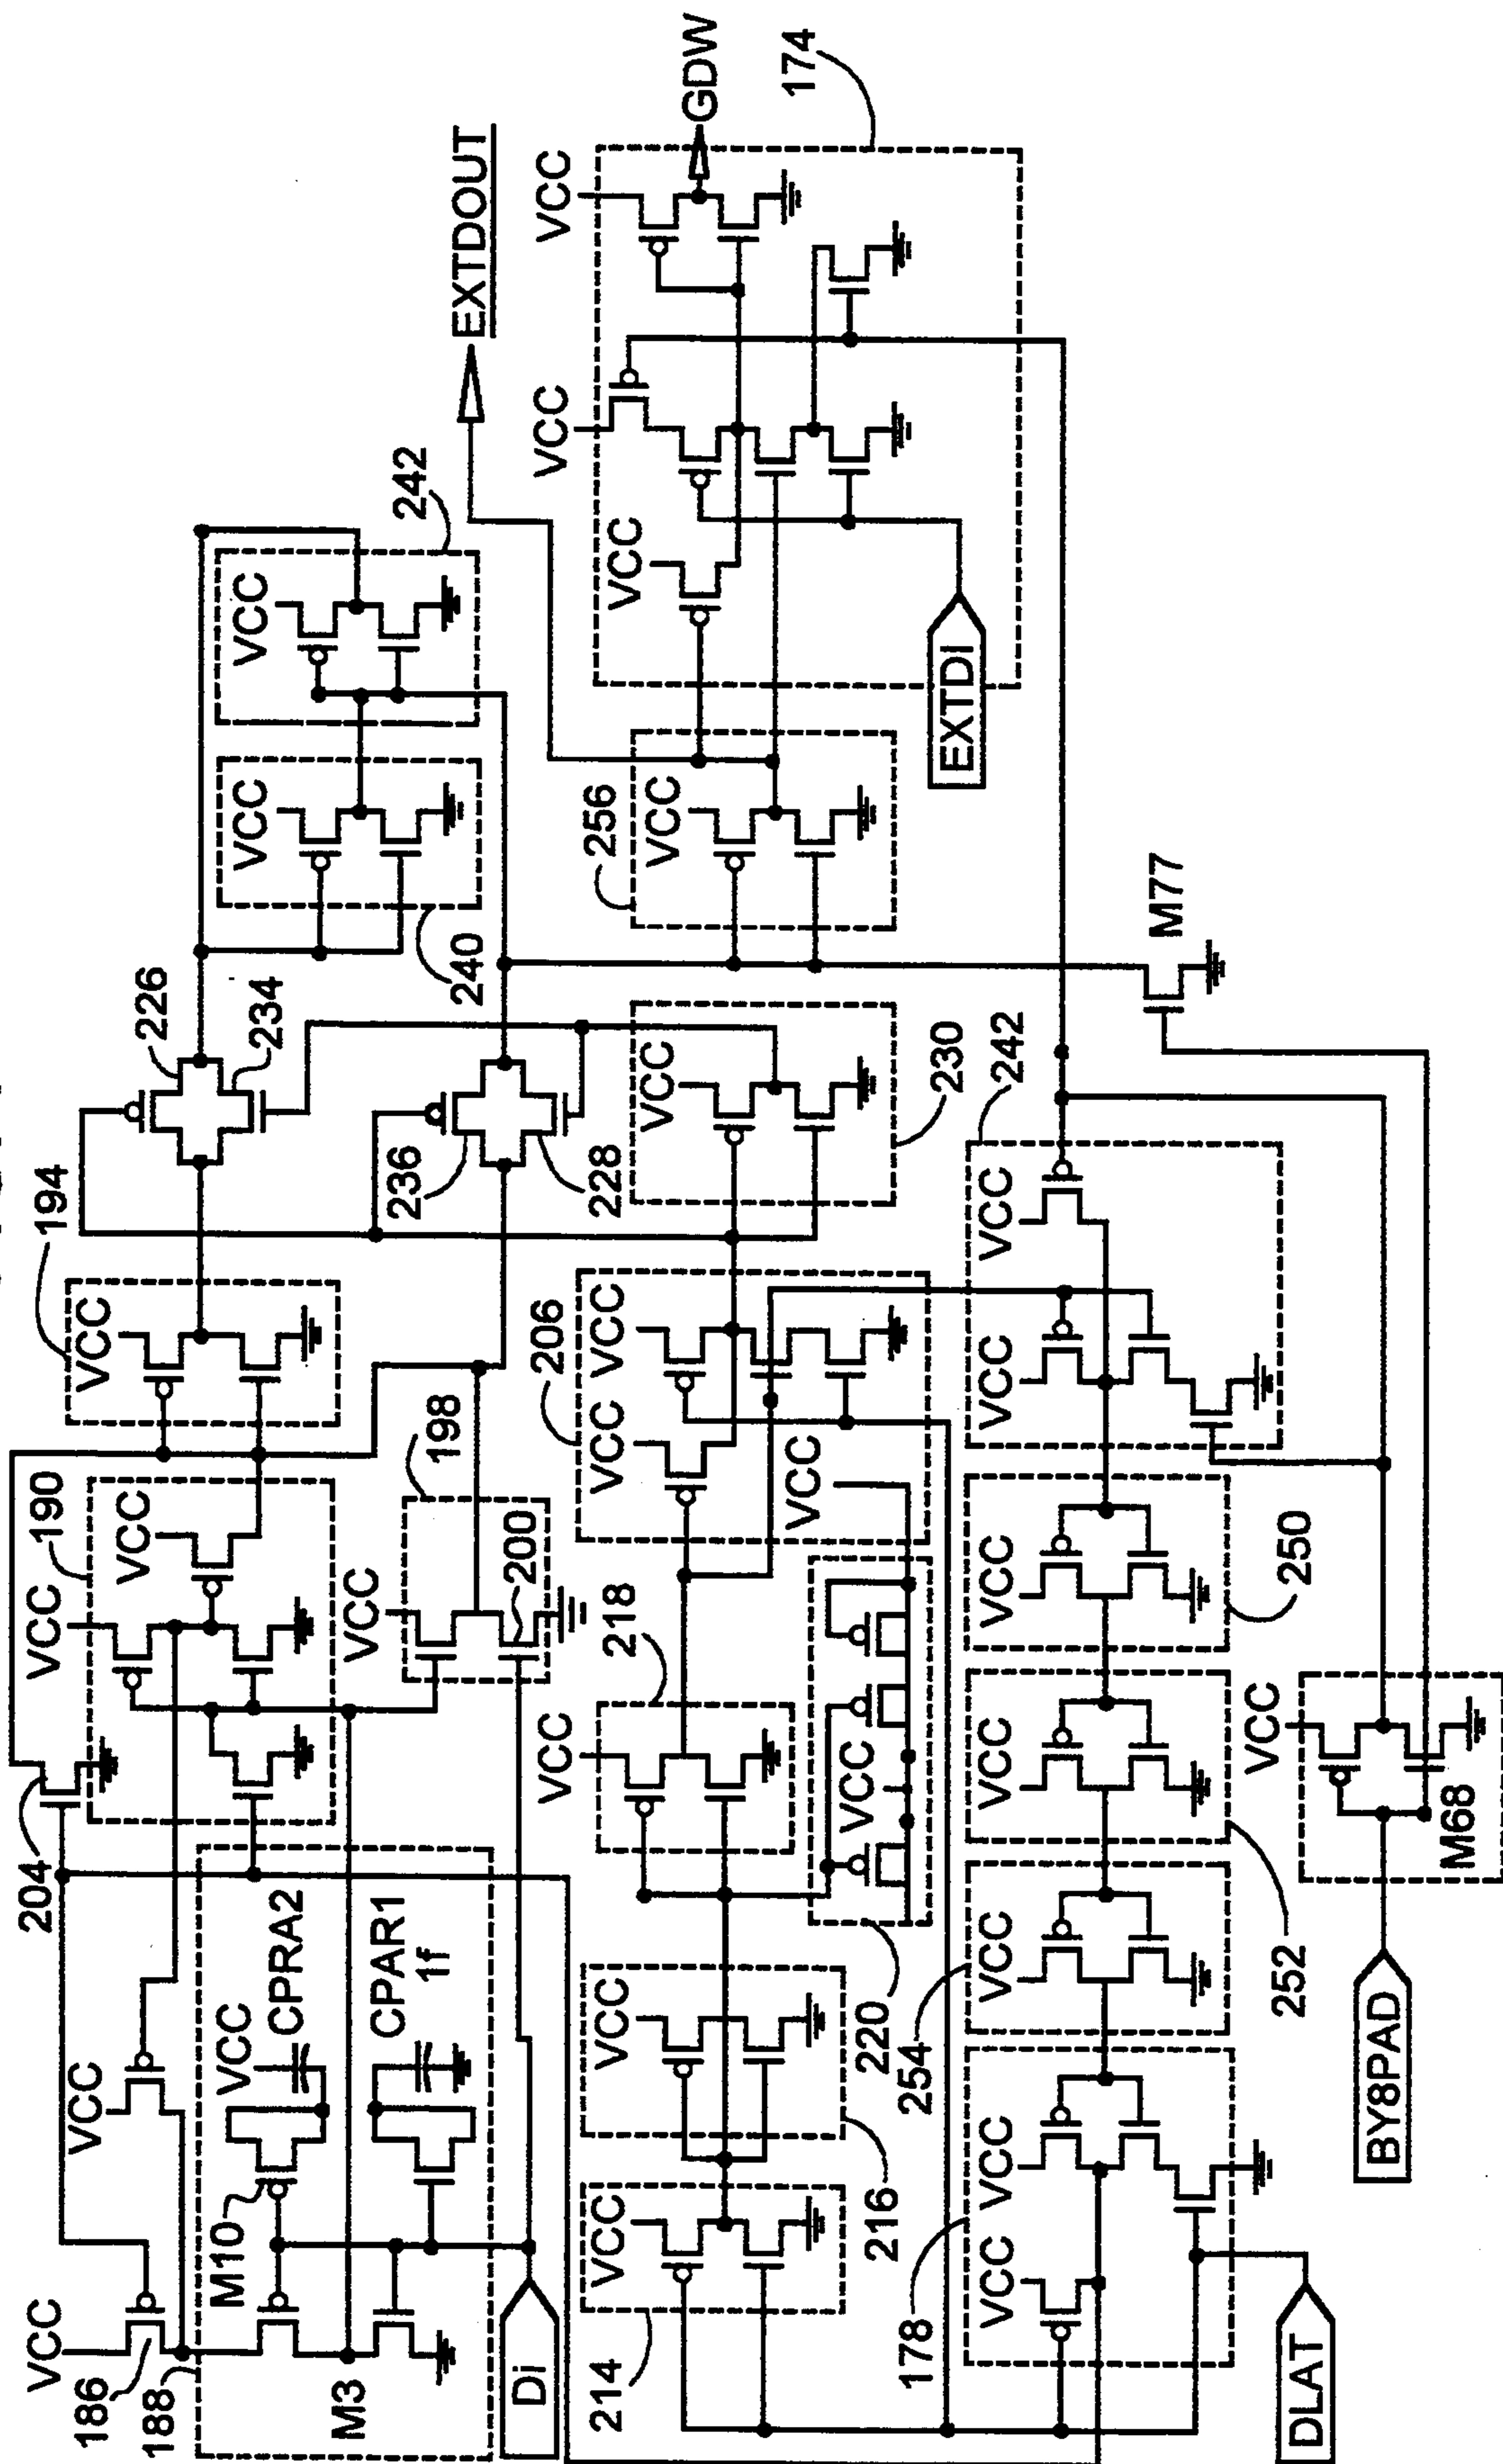 VCC
186
188
M3
M10
VCC
CPRA2
CPAR1
1f
VCC
204
VCC
190
VCC
194
VCC
226
234
240
VCC
VCC
242
EXTDOUT
Di
VCC
198
200
236
228
214
VCC
216
VCC
VCC
218
220
VCC
VCC
VCC
206
VCC
VCC
230
256
VCC
VCC
VCC
VCC
GDW
174
EXTDI
178
VCC
VCC
254
VCC
252
VCC
250
VCC
VCC
VCC
242
M77
DLAT
BY8PAD
M68
VCC